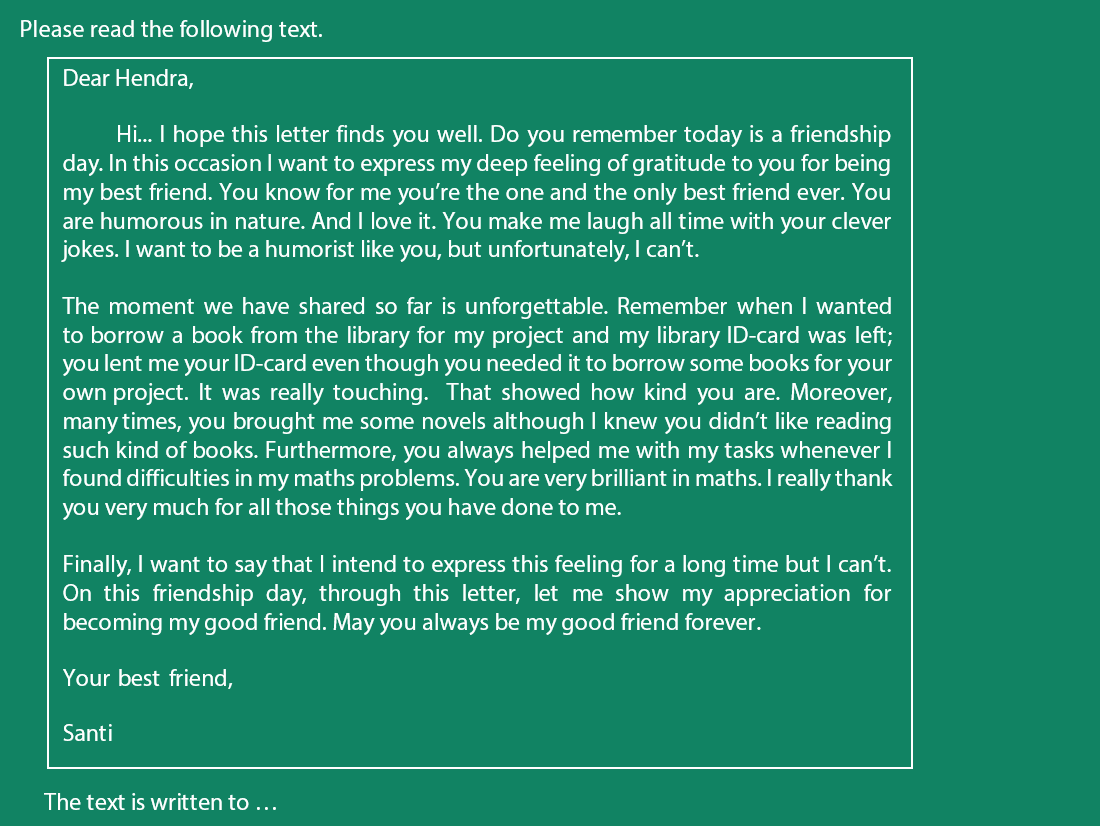 Please read the following text.
Dear Hendra,
Hi... I hope this letter finds you well. Do you remember today is a friendship
day. In this occasion I want to express my deep feeling of gratitude to you for being
my best friend. You know for me you’re the one and the only best friend ever. You
are humorous in nature. And I love it. You make me laugh all time with your clever
jokes. I want to be a humorist like you, but unfortunately, I can’t.
The moment we have shared so far is unforgettable. Remember when I wanted
to borrow a book from the library for my project and my library ID-card was left;
you lent me your ID-card even though you needed it to borrow some books for your
own project. It was really touching. That showed how kind you are. Moreover,
many times, you brought me some novels although I knew you didn’t like reading
such kind of books. Furthermore, you always helped me with my tasks whenever I
found difficulties in my maths problems. You are very brilliant in maths. I really thank
you very much for all those things you have done to me.
Finally, I want to say that I intend to express this feeling for a long time but I can’t.
On this friendship day, through this letter, let me show my appreciation for
becoming my good friend. May you always be my good friend forever.
Your best friend,
Santi
The text is written to …